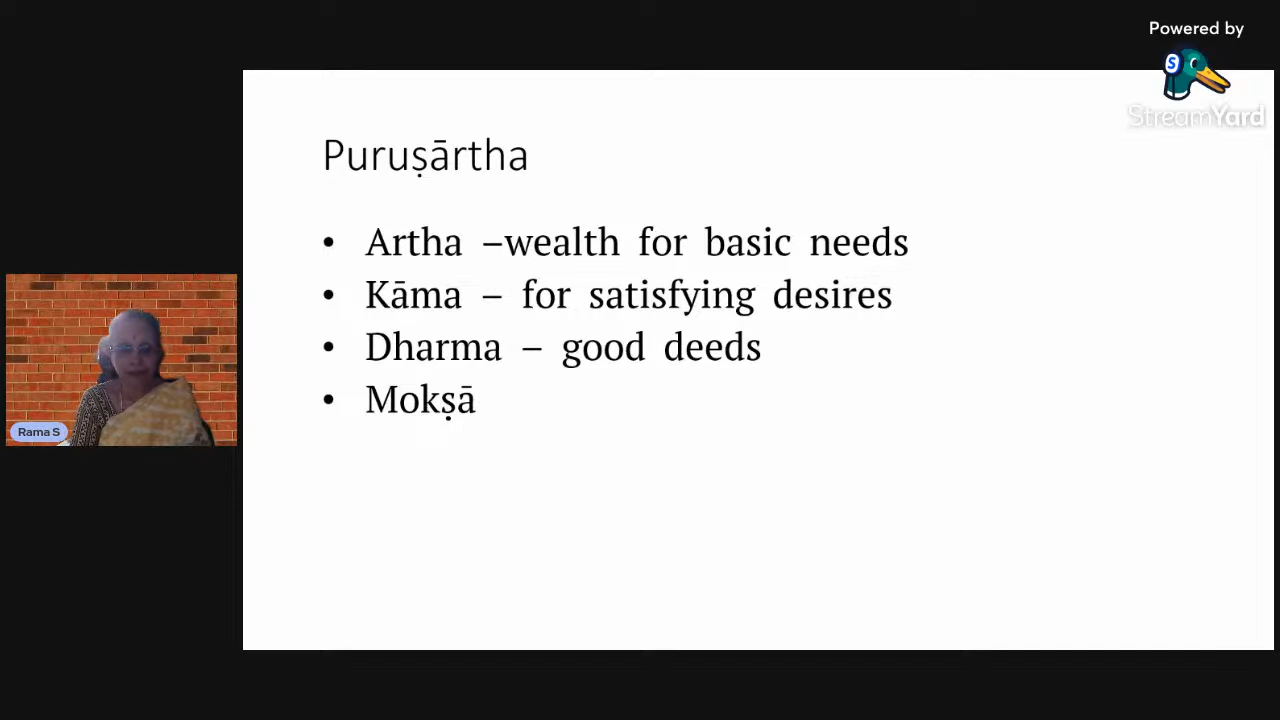 Powered by
StreamYard
Puruṣārtha
• Artha –wealth for basic needs
• Kāma – for satisfying desires
• Dharma – good deeds
• Mokṣā
Rama S